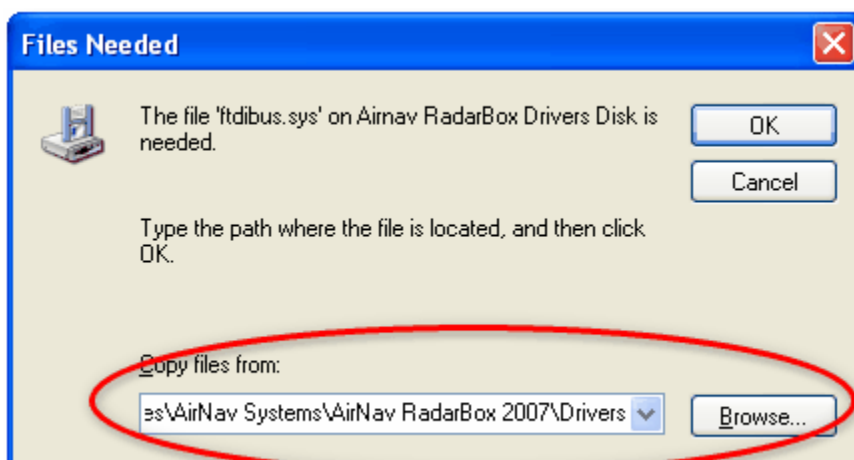 Files Needed
The file 'ftdibus.sys' on Airnav RadarBox Drivers Disk is
needed.
OK
Cancel
Type the path where the file is located, and then click
OK.
Copy files from:
es\AirNav Systems\AirNav RadarBox 2007\Drivers
Browse...